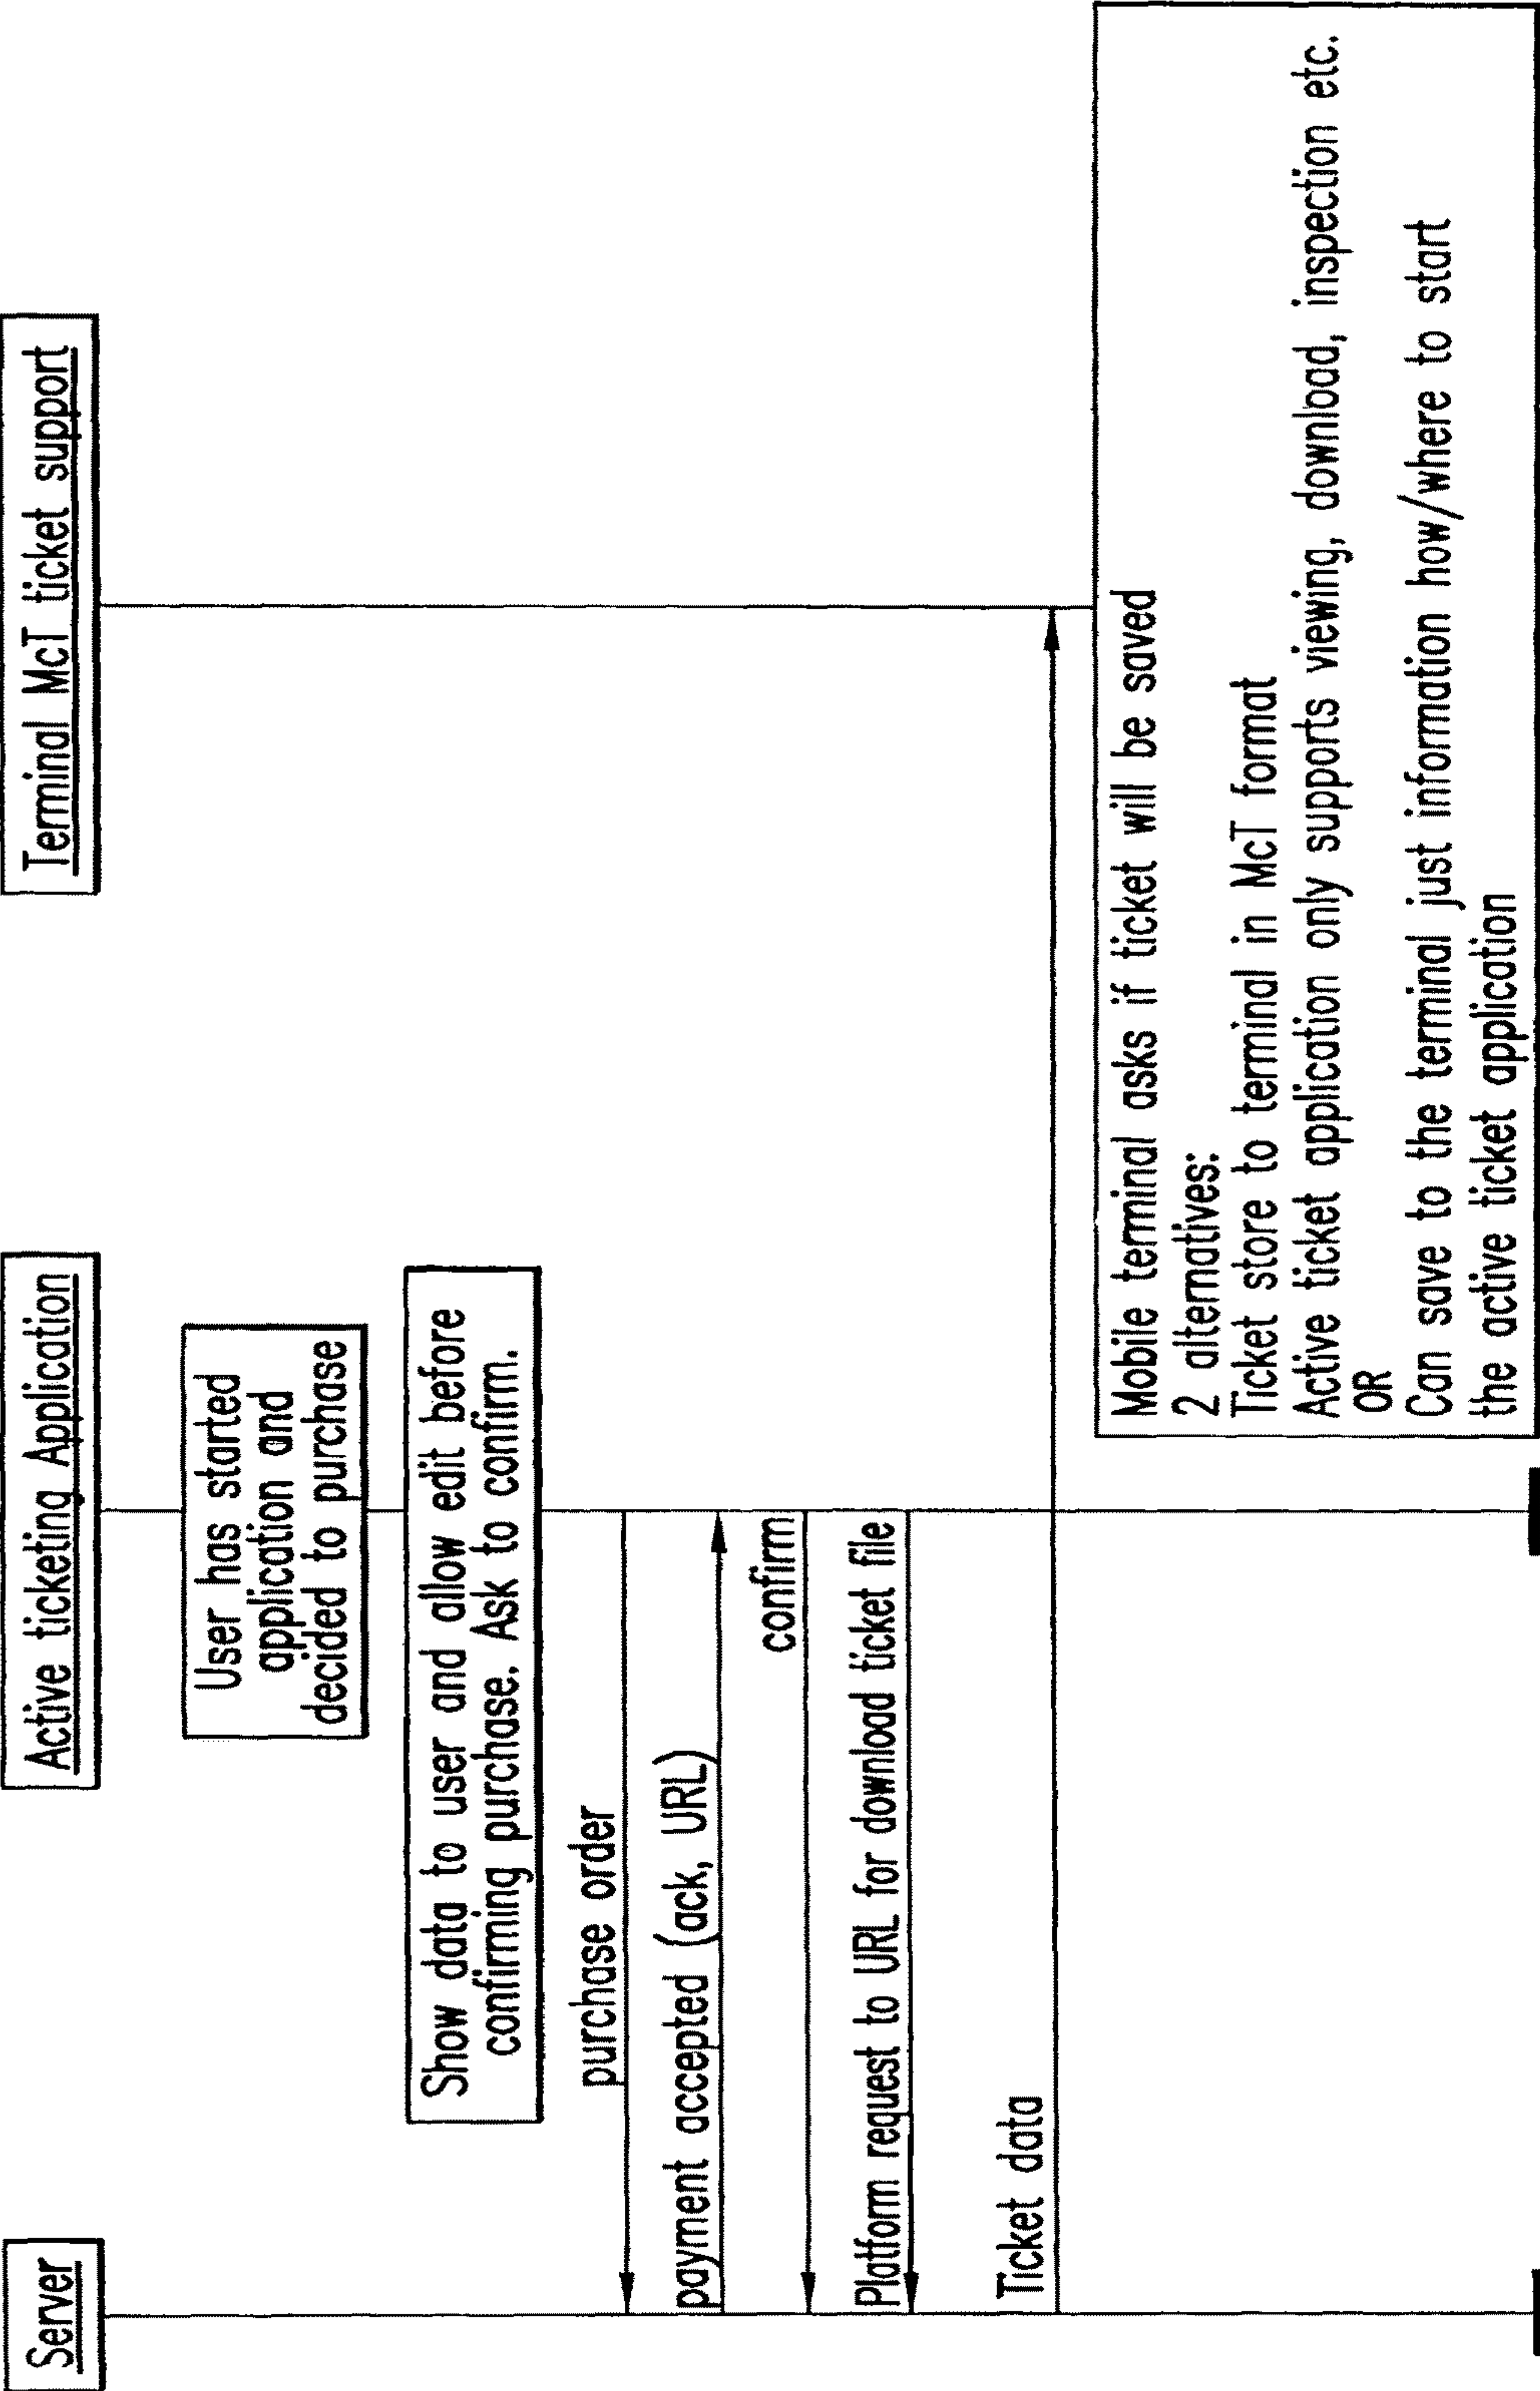 Server
Active ticketing Application
Terminal McT ticket support
User has started
application and
decided to purchase
Show data to user and allow edit before
confirming purchase. Ask to confirm.
purchase order
payment accepted (ack, URL)
confirm
Platform request to URL for download ticket file
Ticket data
Mobile terminal asks if ticket will be saved
2 alternatives:
Ticket store to terminal in McT format
Active ticket application only supports viewing, download, inspection etc.
OR
Can save to the terminal just information how/where to start
the active ticket application